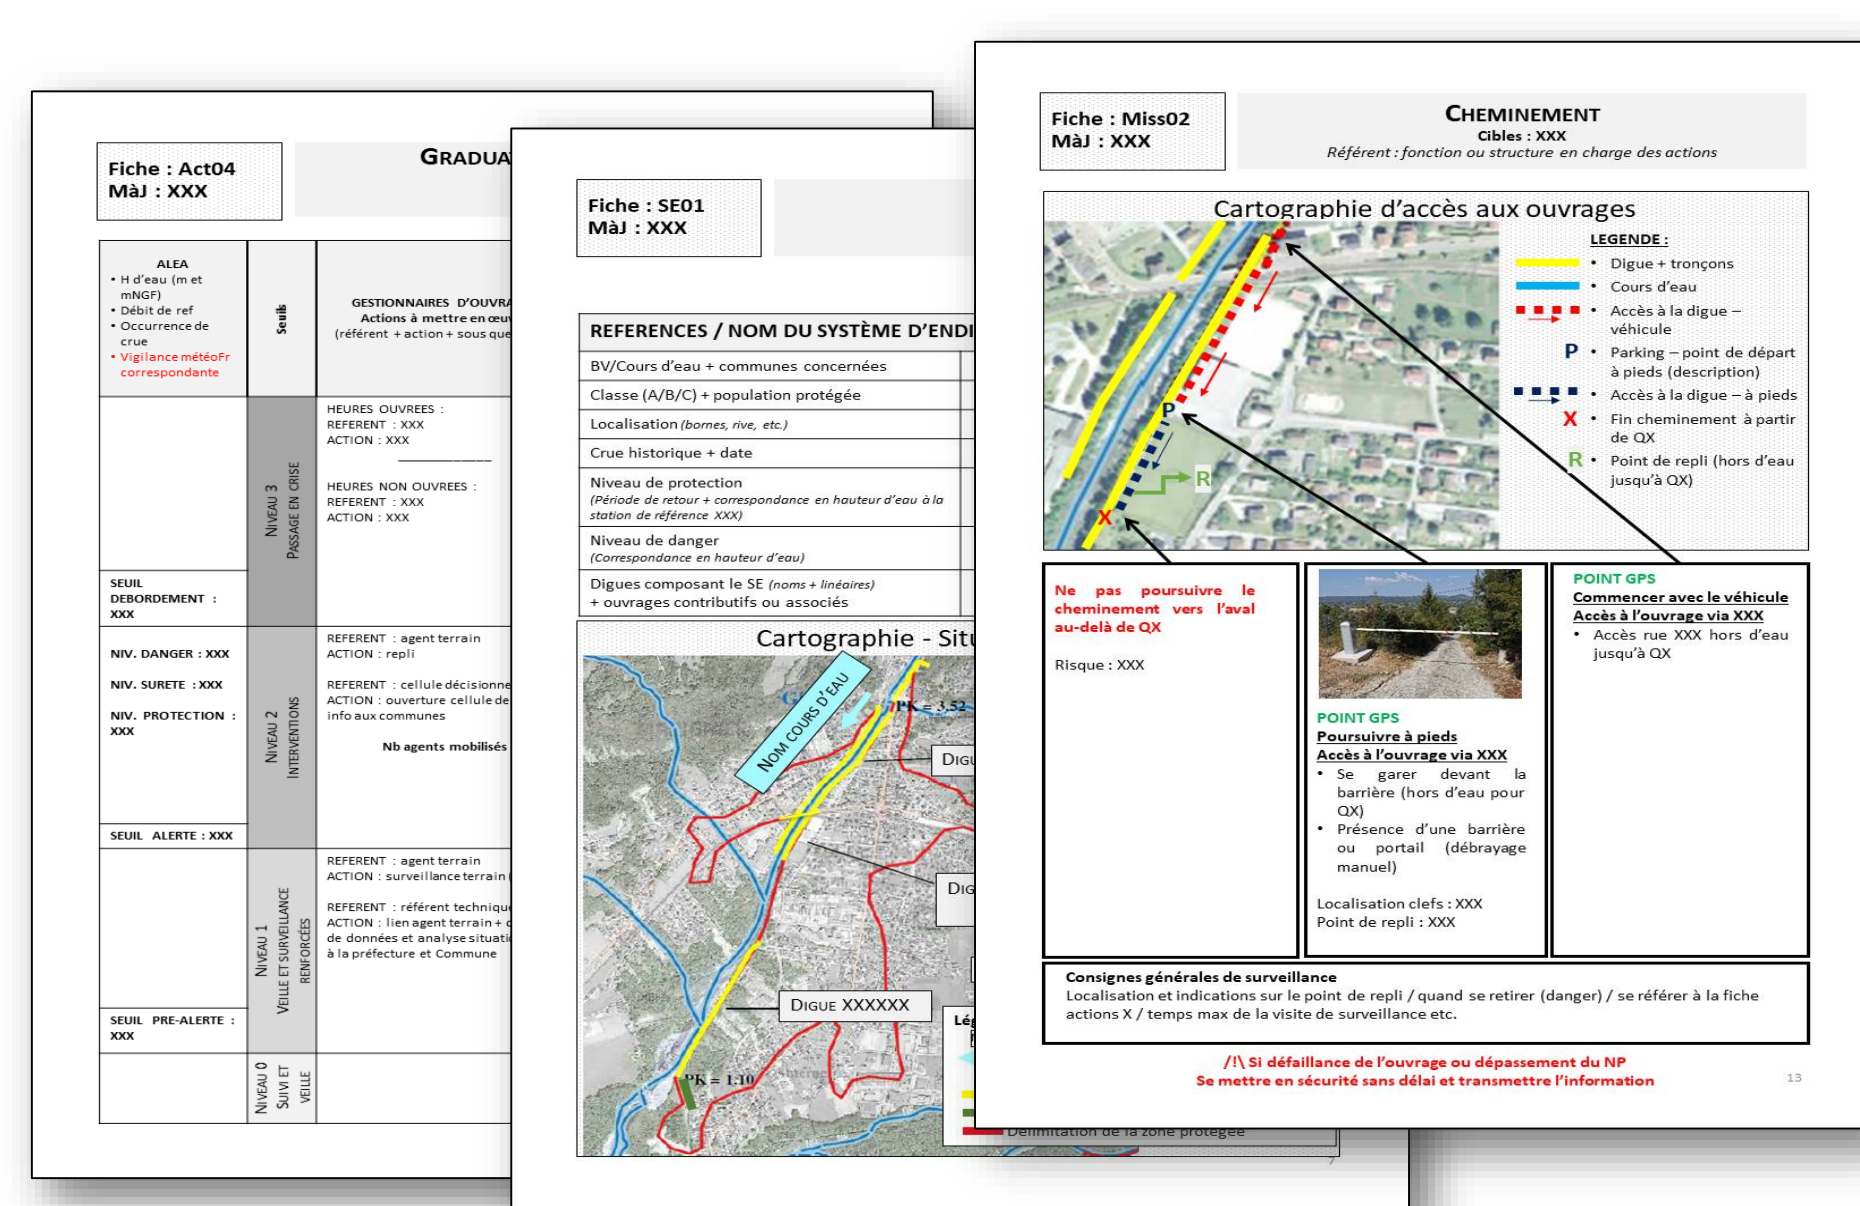 Fiche : Act04
MàJ : XXX
GRADUA
ALEA
• H d’eau (m et
mNGF)
• Débit de ref
• Occurrence de
crue
• Vigilance météoFr
correspondante
Seuils
GESTIONNAIRES D’OUVRA
Actions à mettre en œuv
(référent + action + sous que
NIVEAU 3
PASSAGE EN CRISE
HEURES OUVREES :
REFERENT : XXX
ACTION : XXX
HEURES NON OUVREES :
REFERENT : XXX
ACTION : XXX
SEUIL
DEBORDEMENT :
XXX
NIV. DANGER : XXX
NIV. SURETE : XXX
NIV. PROTECTION :
XXX
NIVEAU 2
INTERVENTIONS
REFERENT : agent terrain
ACTION : repli
REFERENT : cellule décisionne
ACTION : ouverture cellule de
info aux communes
Nb agents mobilisés
SEUIL ALERTE : XXX
NIVEAU 1
VEILLE ET SURVEILLANCE
RENFORCÉES
REFERENT : agent terrain
ACTION : surveillance terrain
REFERENT : référent techniqu
ACTION : lien agent terrain +
de données et analyse situati
à la préfecture et Commune
SEUIL PRE-ALERTE :
XXX
NIVEAU 0
SUIVI ET
VEILLE
Fiche : SE01
MàJ : XXX
REFERENCES / NOM DU SYSTÈME D’ENDI
BV/Cours d’eau + communes concernées
Classe (A/B/C) + population protégée
Localisation (bornes, rive, etc.)
Crue historique + date
Niveau de protection
(Période de retour + correspondance en hauteur d’eau à la
station de référence XXX)
Niveau de danger
(Correspondance en hauteur d’eau)
Digues composant le SE (noms + linéaires)
+ ouvrages contributifs ou associés
Cartographie - Situ
NOM COURS D’EAU
PK = 3.52
DIGU
DIG
DIGUE XXXXXX
Lég
PK = 1.10
Délimitation de la zone protégée
7
Fiche : Miss02
MàJ : XXX
CHEMINEMENT
Cibles : XXX
Référent : fonction ou structure en charge des actions
Cartographie d’accès aux ouvrages
LEGENDE :
• Digue + tronçons
• Cours d’eau
• Accès à la digue –
véhicule
P • Parking – point de départ
à pieds (description)
• Accès à la digue – à pieds
X • Fin cheminement à partir
de QX
R • Point de repli (hors d’eau
jusqu’à QX)
P
R
X
Ne pas poursuivre le
cheminement vers l’aval
au-delà de QX
Risque : XXX
POINT GPS
Poursuivre à pieds
Accès à l’ouvrage via XXX
• Se garer devant la
barrière (hors d’eau pour
QX)
• Présence d’une barrière
ou portail (débrayage
manuel)
Localisation clefs : XXX
Point de repli : XXX
POINT GPS
Commencer avec le véhicule
Accès à l’ouvrage via XXX
• Accès rue XXX hors d’eau
jusqu’à QX
Consignes générales de surveillance
Localisation et indications sur le point de repli / quand se retirer (danger) / se référer à la fiche
actions X / temps max de la visite de surveillance etc.
/!\ Si défaillance de l’ouvrage ou dépassement du NP
Se mettre en sécurité sans délai et transmettre l’information
13